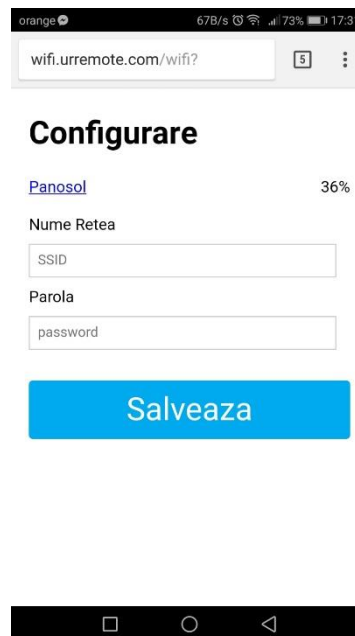 orange 67B/s 73% 17:3
wifi.urremote.com/wifi? 5
Configurare
Panosol 36%
Nume Retea
SSID
Parola
password
Salveaza